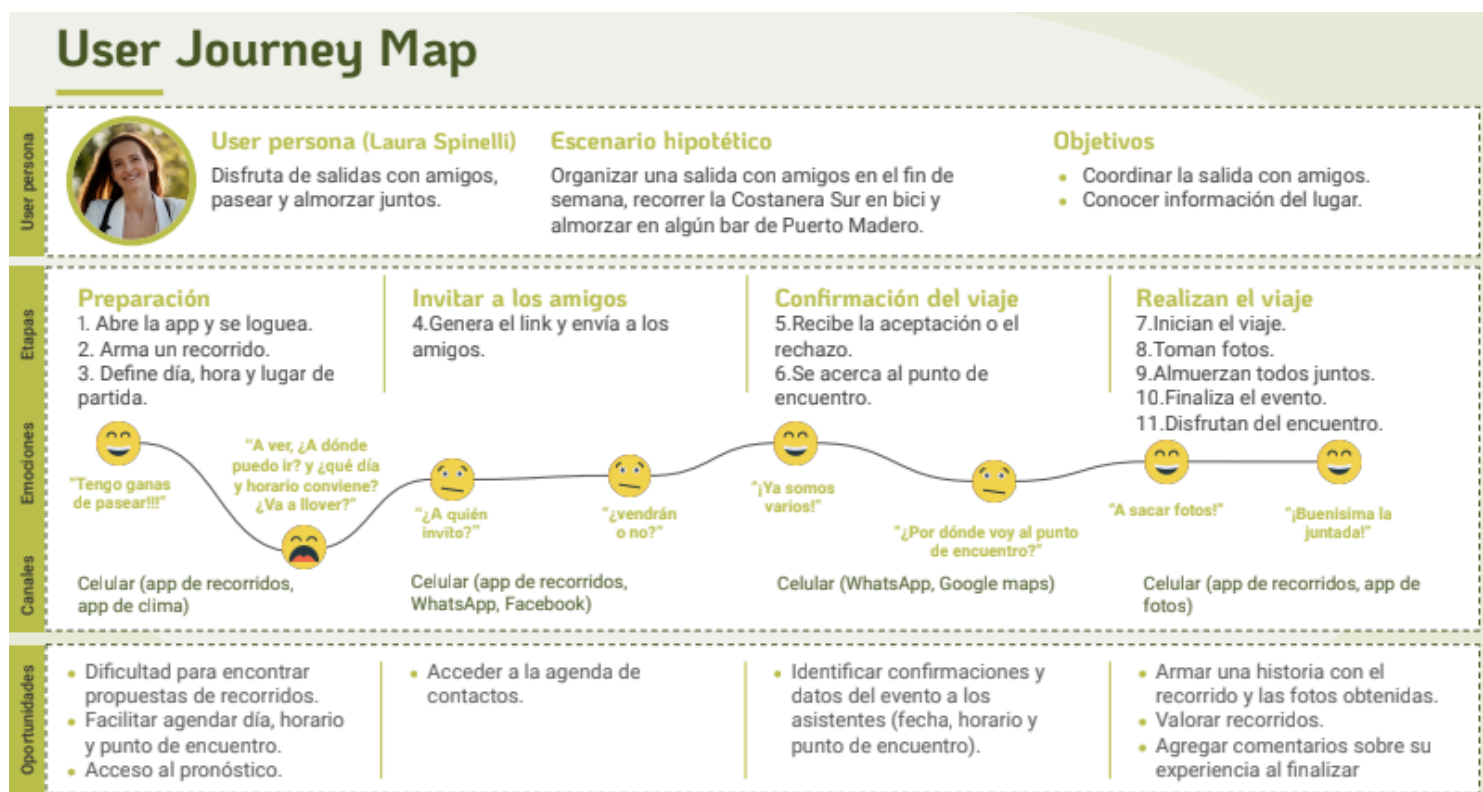 User Journey Map
User persona
User persona (Laura Spinelli)
Disfruta de salidas con amigos,
pasear y almorzar juntos.
Escenario hipotético
Organizar una salida con amigos en el fin de
semana, recorrer la Costanera Sur en bici y
almorzar en algún bar de Puerto Madero.
Objetivos
• Coordinar la salida con amigos.
• Conocer información del lugar.
Etapas
Preparación
1. Abre la app y se loguea.
2. Arma un recorrido.
3. Define día, hora y lugar de
partida.
Invitar a los amigos
4.Genera el link y envía a los
amigos.
Confirmación del viaje
5.Recibe la aceptación o el
rechazo.
6.Se acerca al punto de
encuentro.
Realizan el viaje
7.Inician el viaje.
8.Toman fotos.
9.Almuerzan todos juntos.
10.Finaliza el evento.
11.Disfrutan del encuentro.
Emociones
"Tengo ganas
de pasear!!!"
"A ver, ¿A dónde
puedo ir? y ¿qué día
y horario conviene?
¿Va a llover?"
"¿A quién
invito?"
"¿vendrán
o no?"
"¡Ya somos
varios!"
"¿Por dónde voy al punto
de encuentro?"
"A sacar fotos!"
"¡Buenisima la
juntada!"
Canales
Celular (app de recorridos,
app de clima)
Celular (app de recorridos,
WhatsApp, Facebook)
Celular (WhatsApp, Google maps)
Celular (app de recorridos, app de
fotos)
Oportunidades
• Dificultad para encontrar
propuestas de recorridos.
• Facilitar agendar día, horario
y punto de encuentro.
• Acceso al pronóstico.
• Acceder a la agenda de
contactos.
• Identificar confirmaciones y
datos del evento a los
asistentes (fecha, horario y
punto de encuentro).
• Armar una historia con el
recorrido y las fotos obtenidas.
• Valorar recorridos.
• Agregar comentarios sobre su
experiencia al finalizar